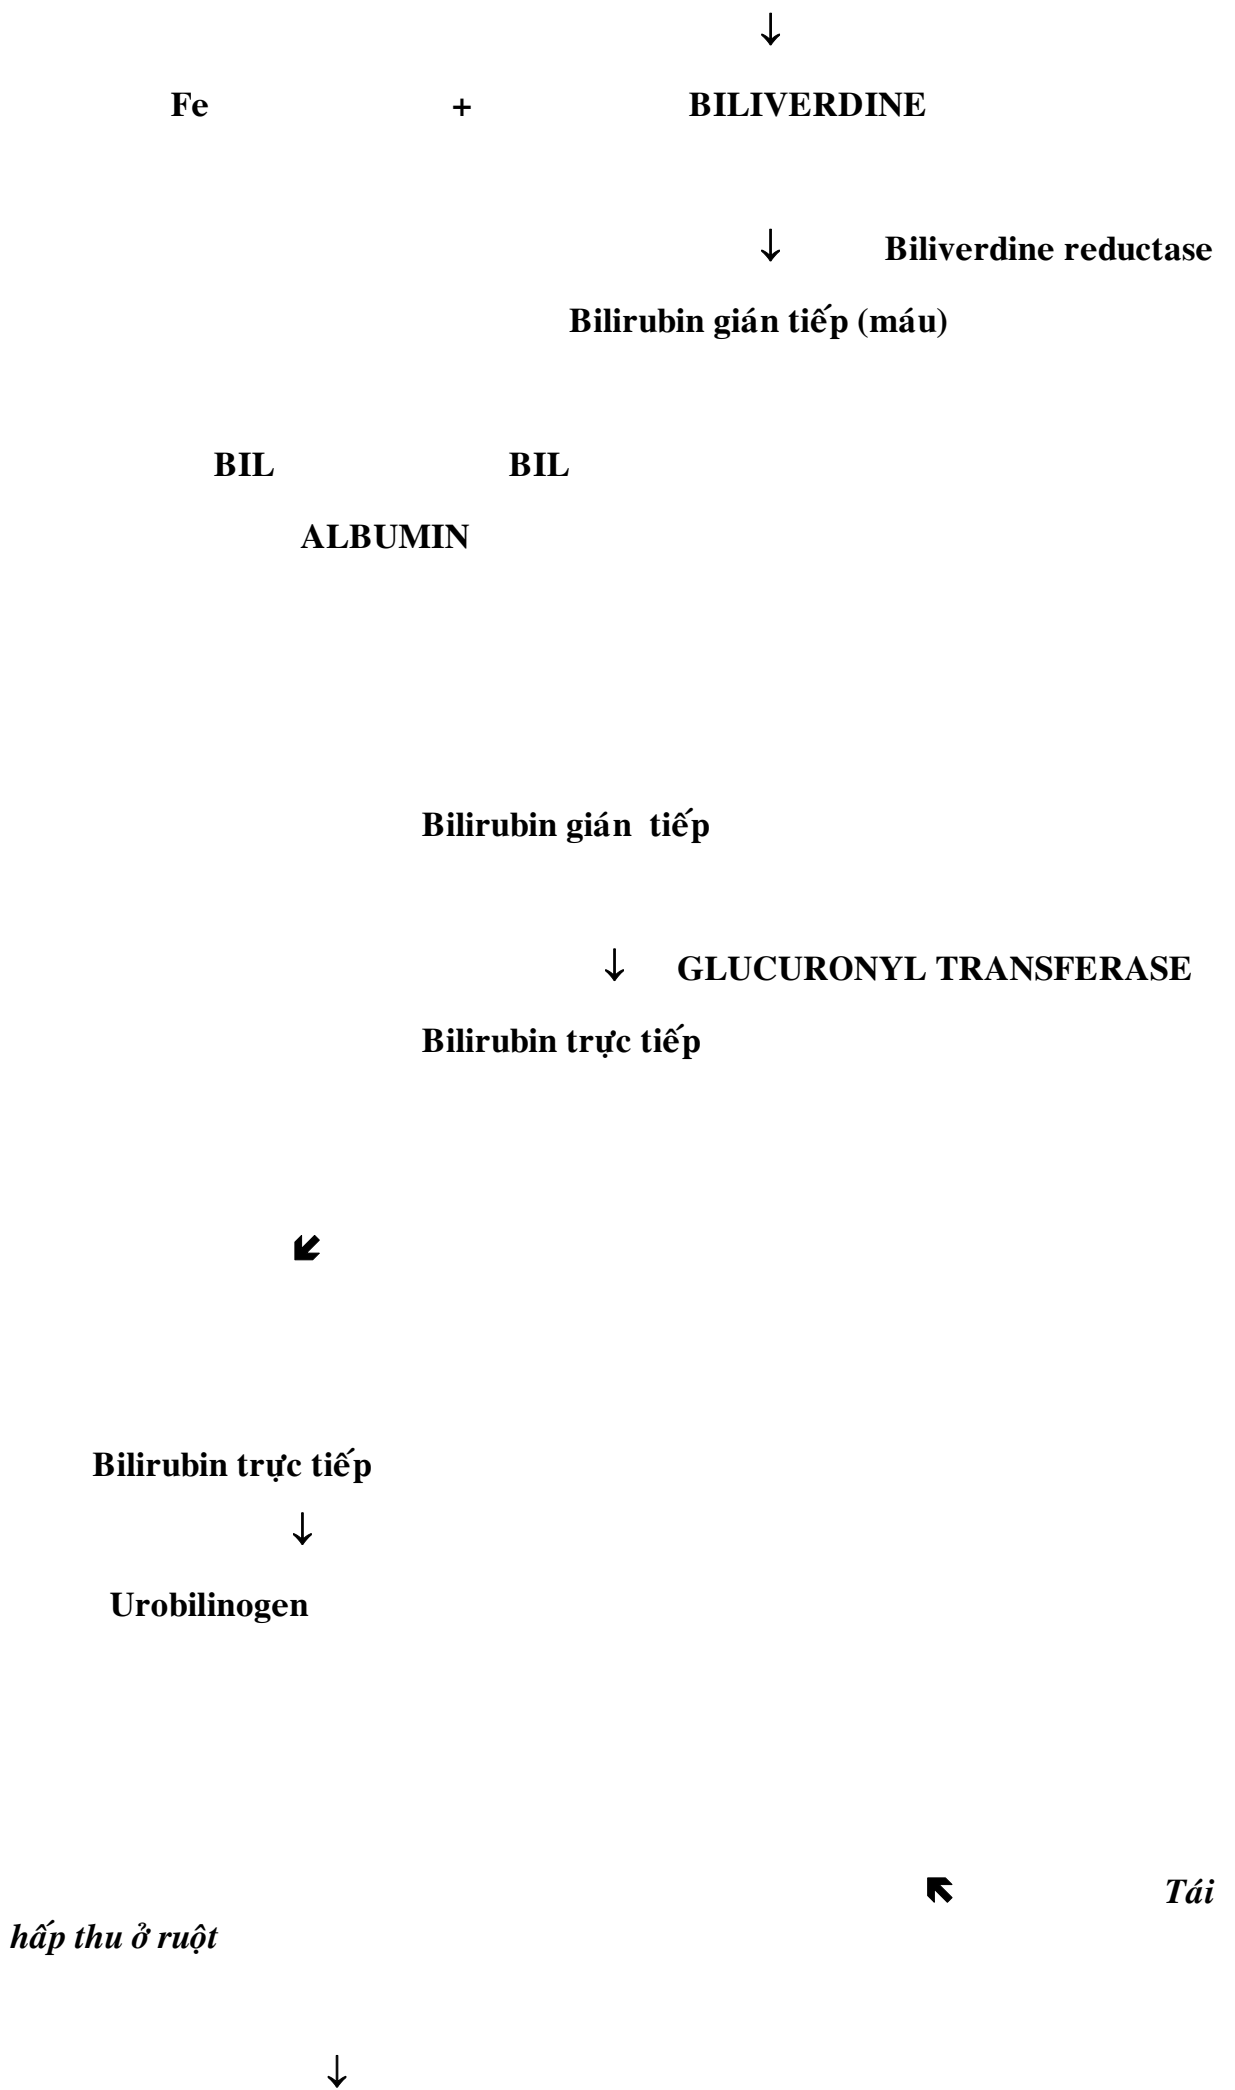 ↓
Fe + BILIVERDINE
↓ Biliverdine reductase
Bilirubin gián tiếp (máu)
BIL BIL
ALBUMIN
Bilirubin gián tiếp
↓ GLUCURONYL TRANSFERASE
Bilirubin trực tiếp
🡿
Bilirubin trực tiếp
↓
Urobilinogen
🡼 Tái
hấp thu ở ruột
↓